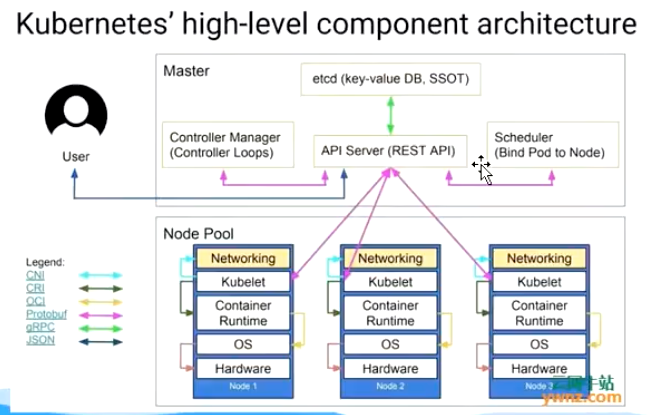 Kubernetes’ high-level component architecture
Master
etcd (key-value DB, SSOT)
User
Controller Manager
(Controller Loops)
API Server (REST API)
Scheduler
(Bind Pod to Node)
Node Pool
Legend:
CNI
CRI
OCI
Protobuf
gRPC
JSON
Networking
Kubelet
Container
Runtime
OS
Hardware
Node 1
Networking
Kubelet
Container
Runtime
OS
Hardware
Node 2
Networking
Kubelet
Container
Runtime
OS
Hardware
Node 3
云网牛站
ywnz.com